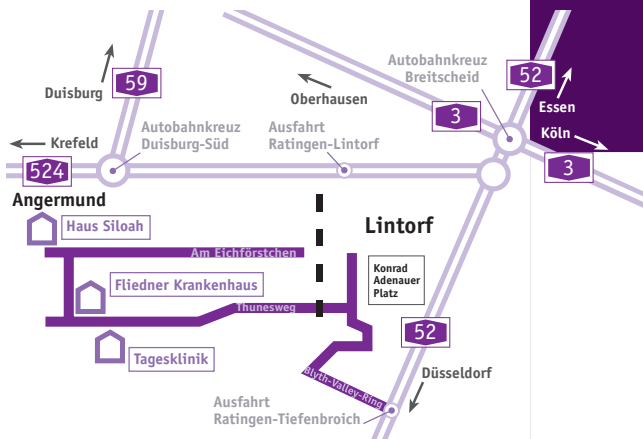 Autobahnkreuz
Breitscheid
52
59
Duisburg
Oberhausen
Essen
3
Köln
3
Krefeld
Autobahnkreuz
Duisburg-Süd
Ausfahrt
Ratingen-Lintorf
524
Angermund
Haus Siloah
Lintorf
Am Eichförstchen
Konrad
Adenauer
Platz
Fliedner Krankenhaus
Thunesweg
52
Tagesklinik
Düsseldorf
Blyth-Valley-Ring
Ausfahrt
Ratingen-Tiefenbroich